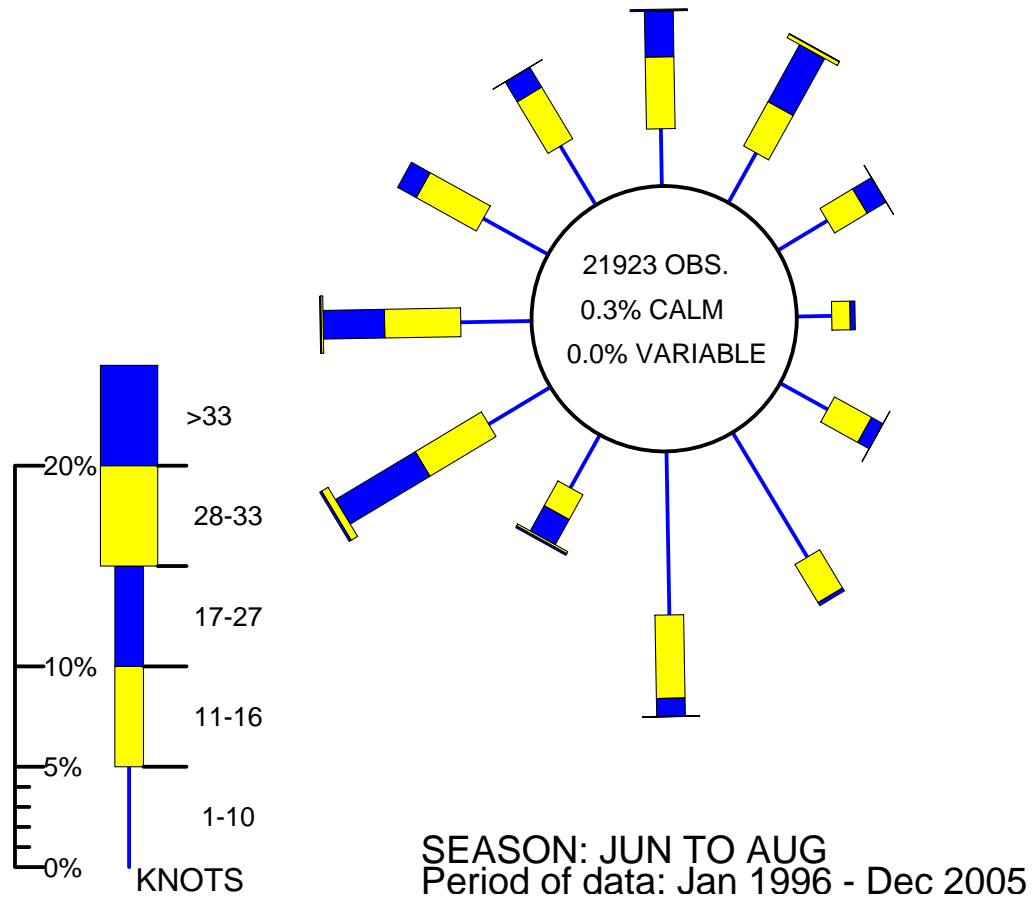 21923 OBS.
0.3% CALM
0.0% VARIABLE
>33
20%
28-33
17-27
10%
11-16
5%
1-10
0%
KNOTS
SEASON: JUN TO AUG
Period of data: Jan 1996 - Dec 2005